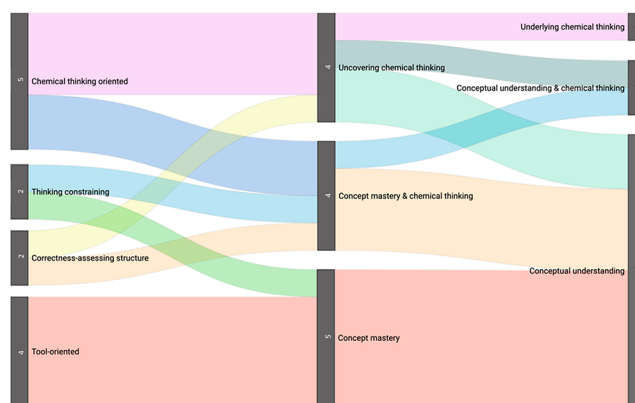 5
Chemical thinking oriented
2
Thinking constraining
2
Correctness-assessing structure
4
Tool-oriented
4
Uncovering chemical thinking
4
Concept mastery & chemical thinking
5
Concept mastery
Underlying chemical thinking
Conceptual understanding & chemical thinking
Conceptual understanding